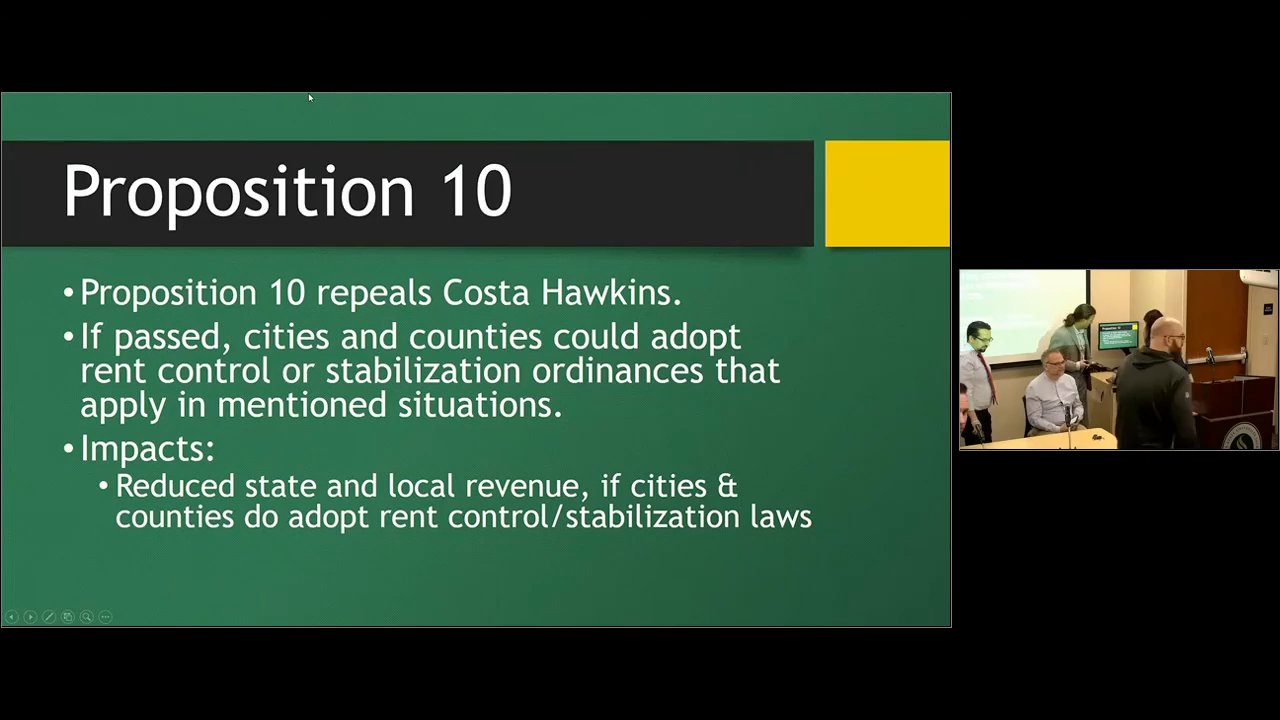 Proposition 10
• Proposition 10 repeals Costa Hawkins.
• If passed, cities and counties could adopt
rent control or stabilization ordinances that
apply in mentioned situations.
• Impacts:
• Reduced state and local revenue, if cities &
counties do adopt rent control/stabilization laws
Proposition 10